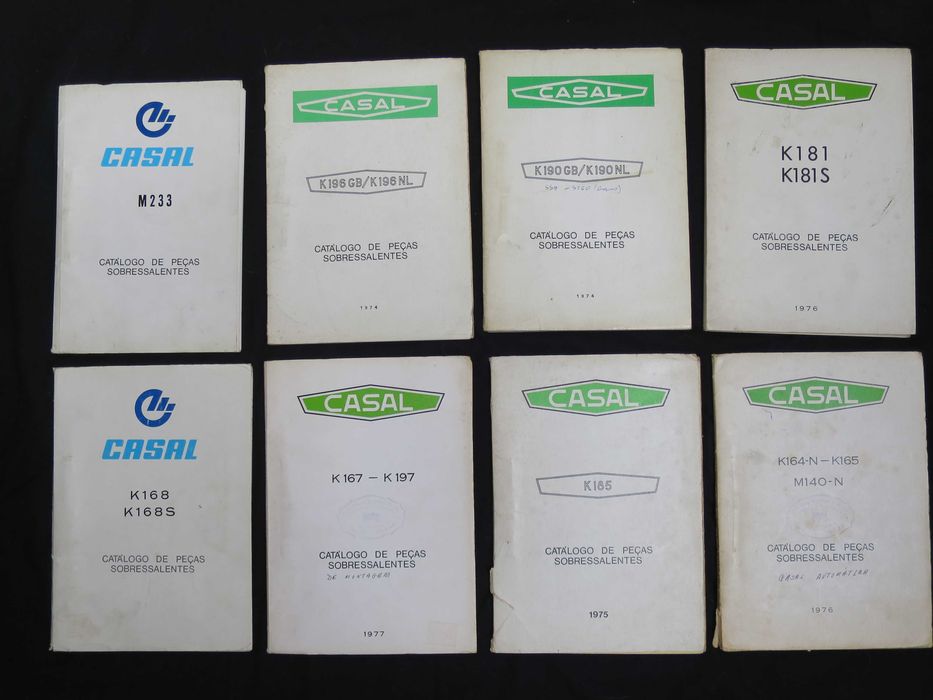 CASAL
M233
CATÁLOGO DE PEÇAS
SOBRESSALENTES
CASAL
K196 GB/K196 NL
CATÁLOGO DE PEÇAS
SOBRESSALENTES
1974
CASAL
K190 GB/K190 NL
CATÁLOGO DE PEÇAS
SOBRESSALENTES
1974
CASAL
K181
K181S
CATÁLOGO DE PEÇAS
SOBRESSALENTES
1976
CASAL
K168
K168S
CATÁLOGO DE PEÇAS
SOBRESSALENTES
CASAL
K167 - K197
CATÁLOGO DE PEÇAS
SOBRESSALENTES
DE MONTAGEM
1977
CASAL
K185
CATÁLOGO DE PEÇAS
SOBRESSALENTES
1975
CASAL
K164-N - K165
M140-N
CATÁLOGO DE PEÇAS
SOBRESSALENTES
CASAL AUTOMÁTICA
1976